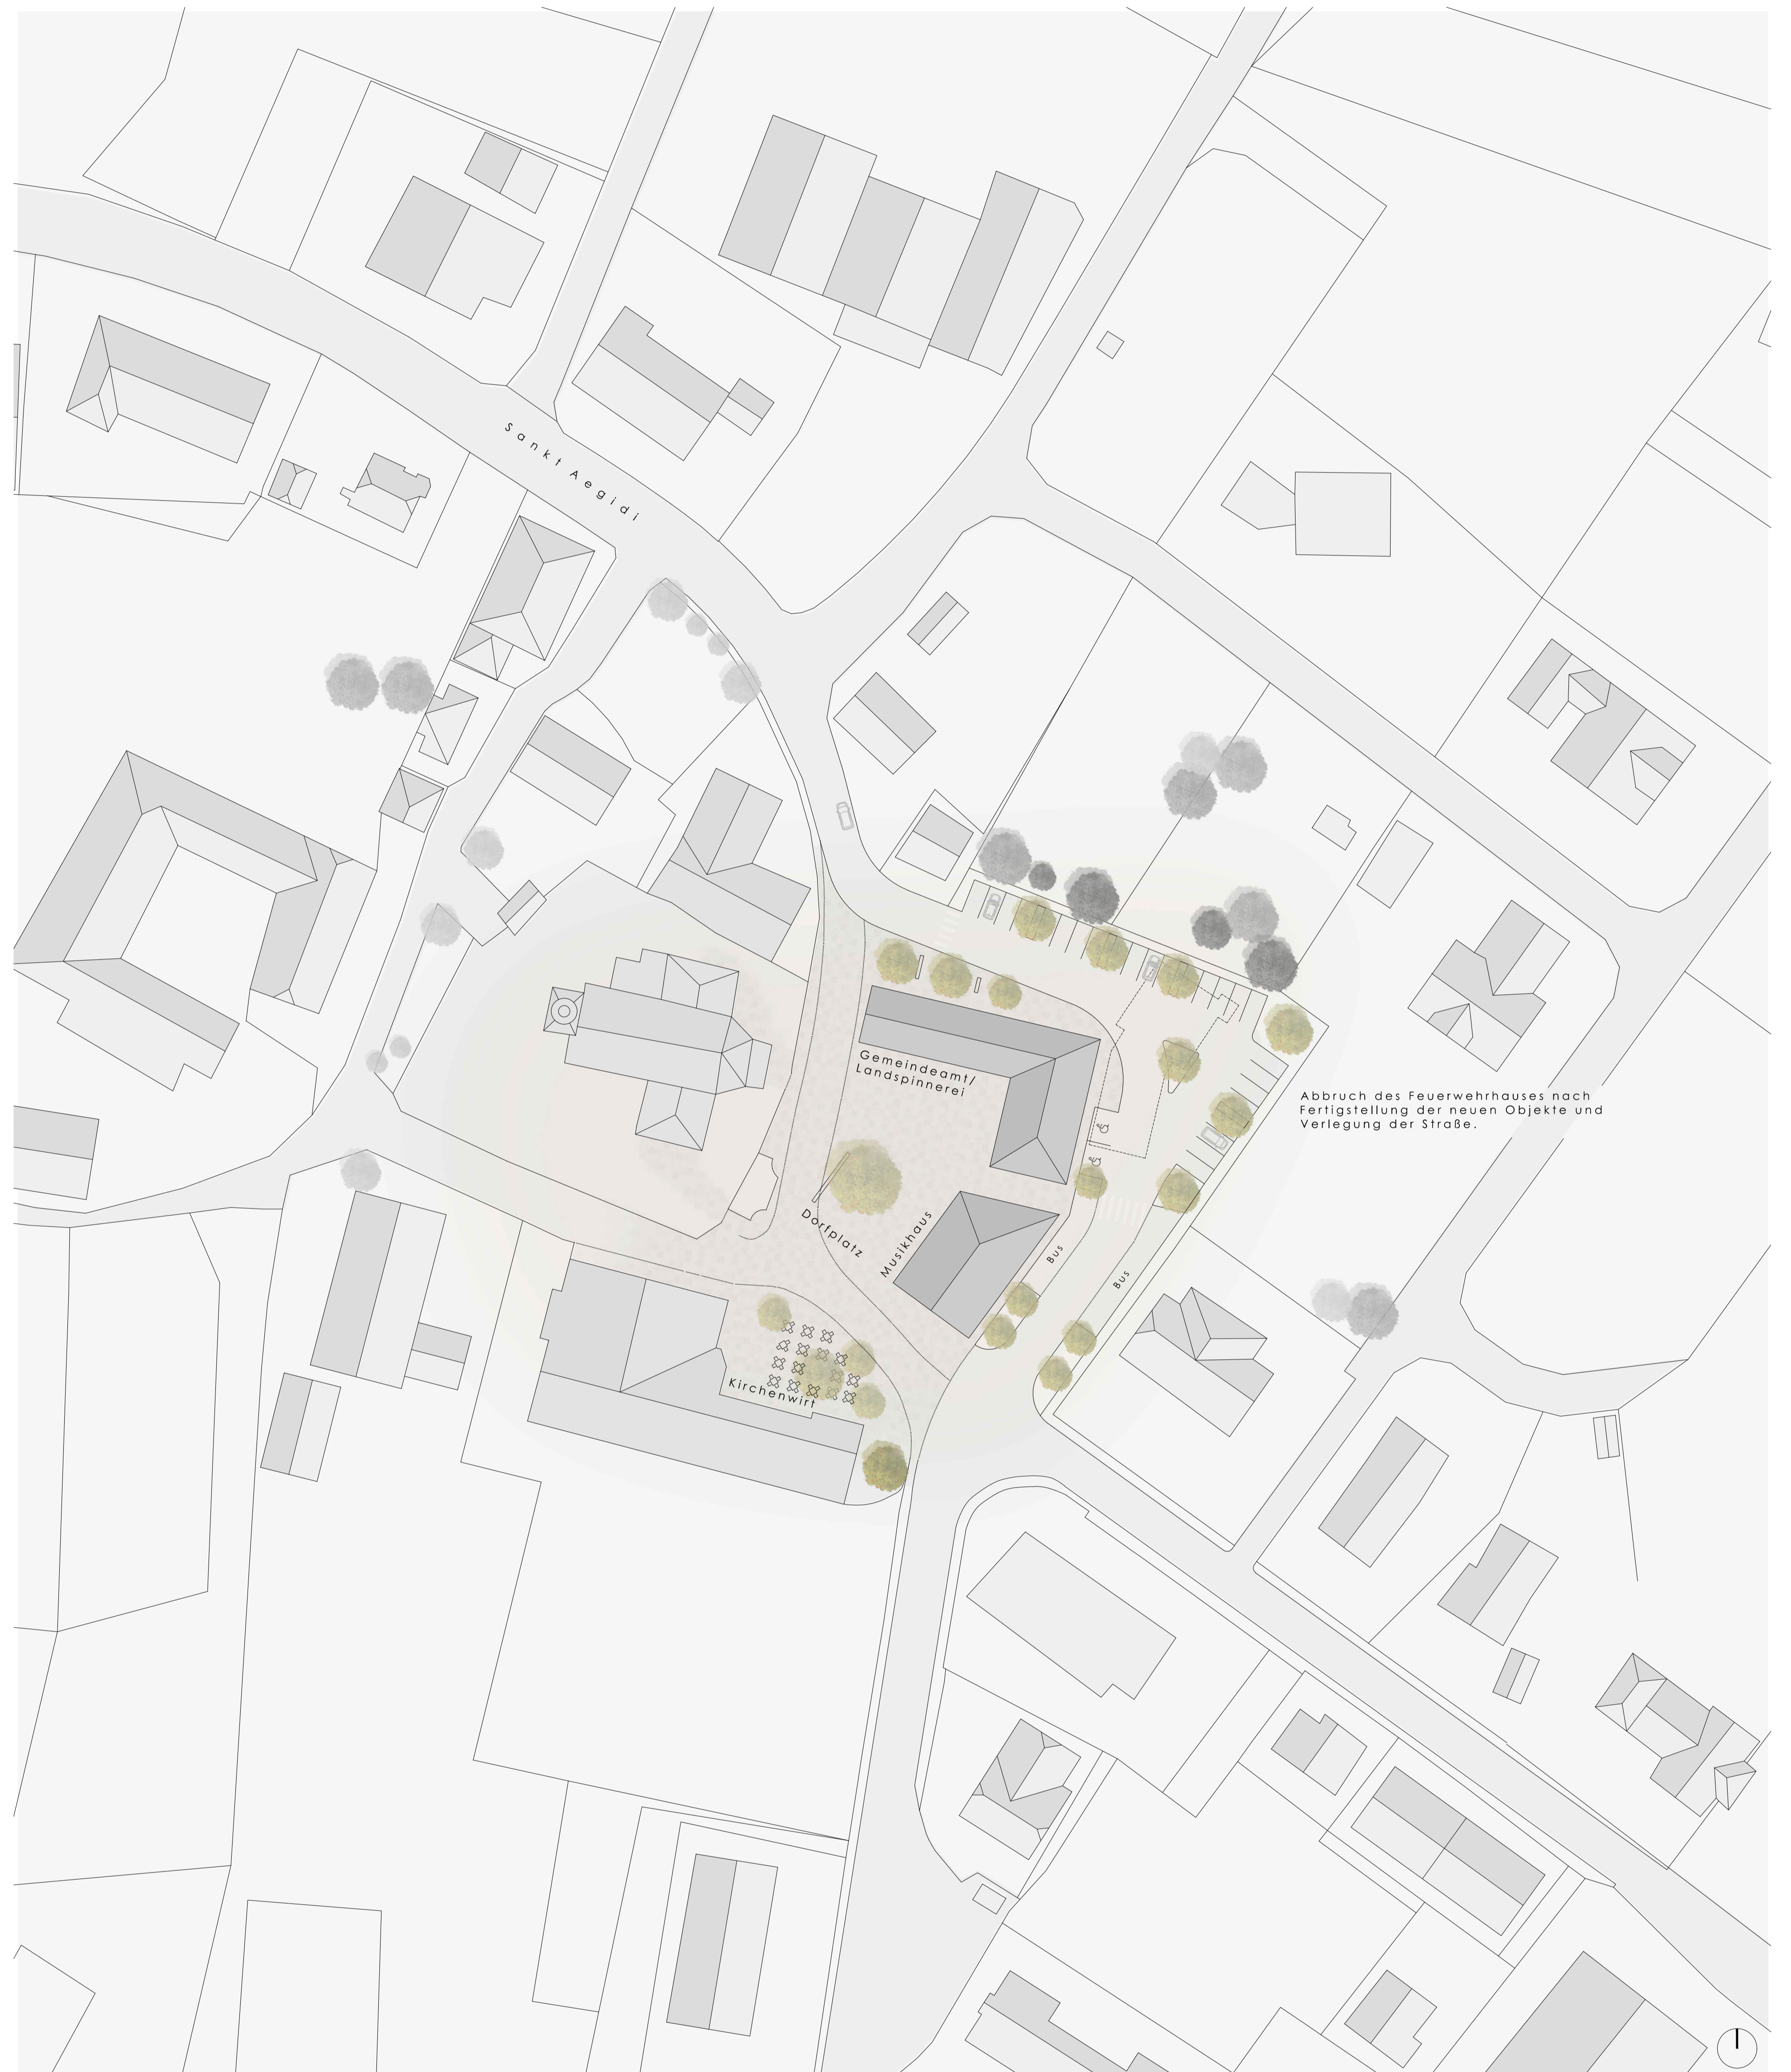 Sankt Aegidi
Gemeindeamt/
Landspinnerei
Abbruch des Feuerwehrhauses nach
Fertigstellung der neuen Objekte und
Verlegung der Straße.
Dorfplatz
Musikhaus
Bus
Bus
Kirchenwirt